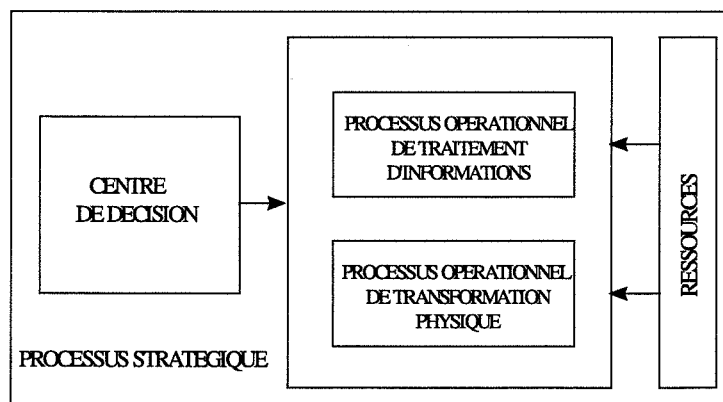 CENTRE
DE DECISION
PROCESSUS STRATEGIQUE
PROCESSUS OPERATIONNEL
DE TRAITEMENT
D'INFORMATIONS
PROCESSUS OPERATIONNEL
DE TRANSFORMATION
PHYSIQUE
RESSOURCES